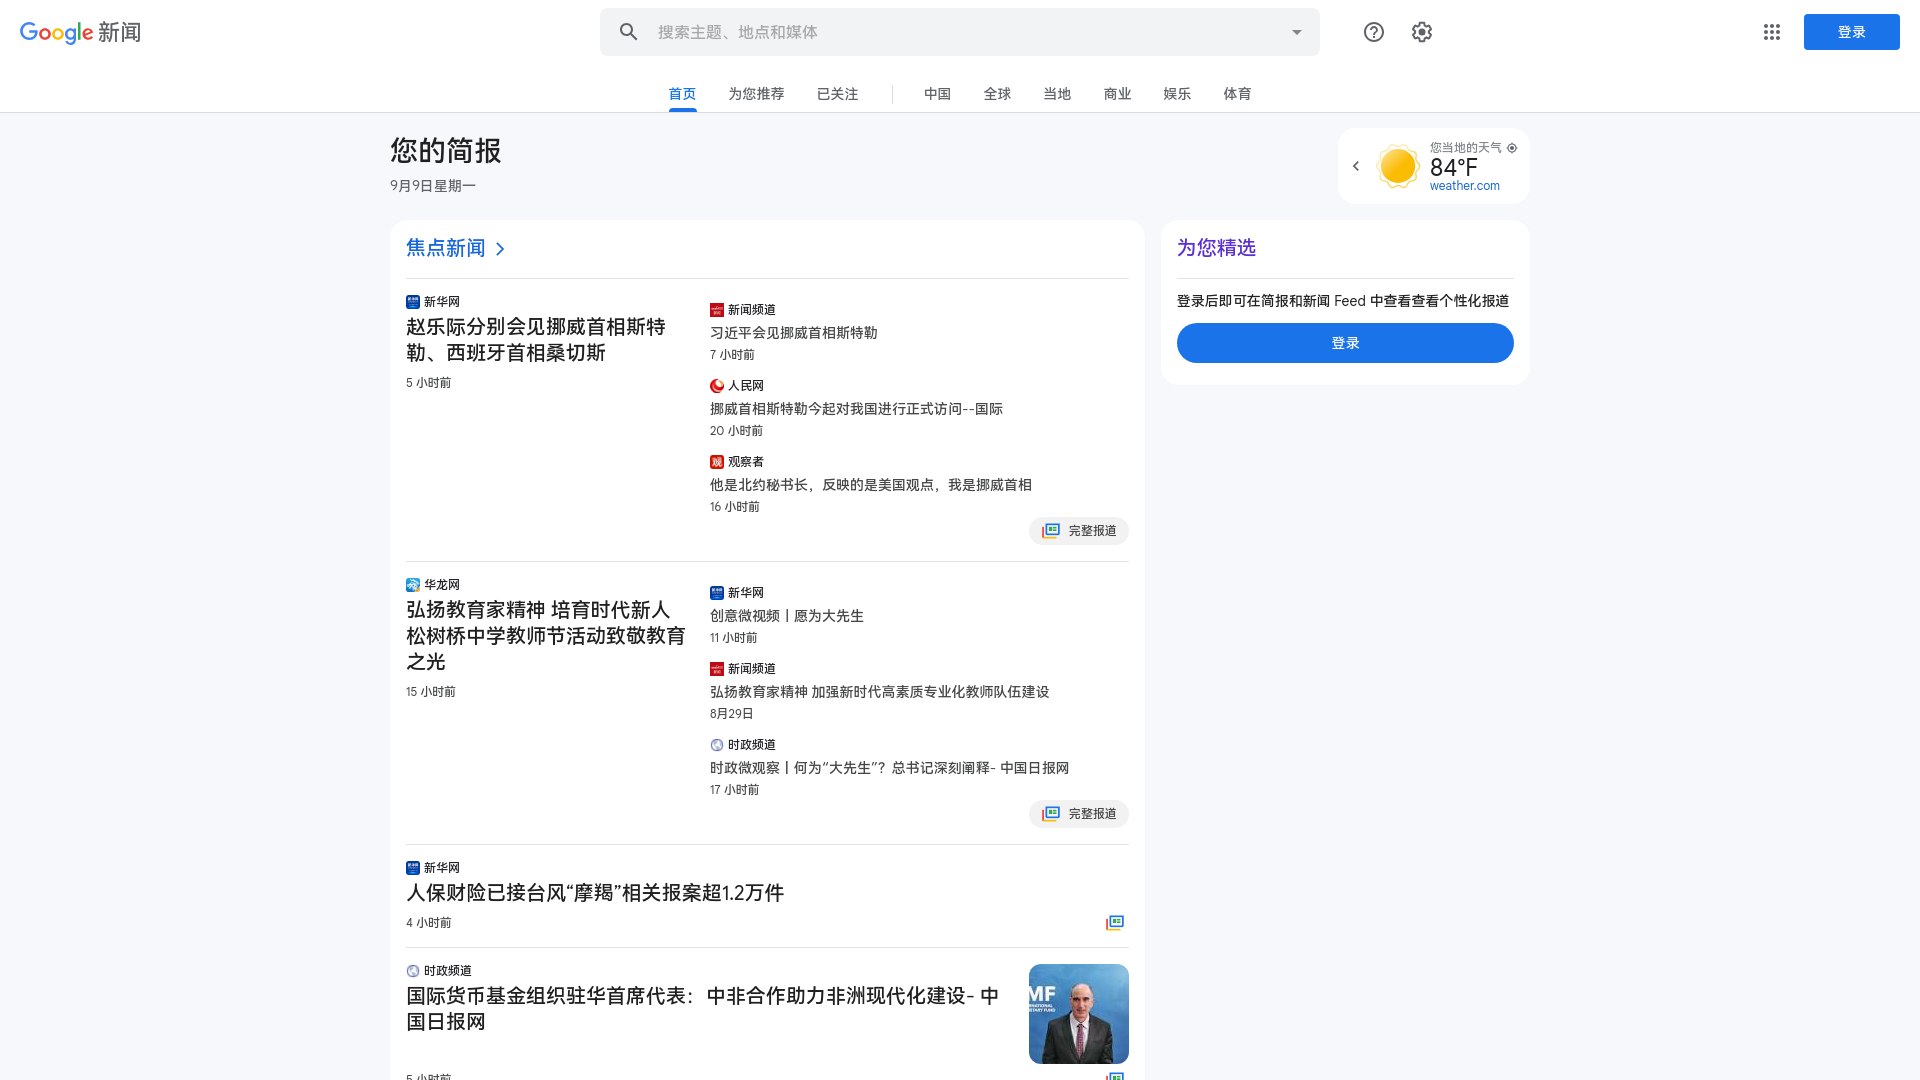 Google 新闻
搜索主题、地点和媒体
登录
首页
为您推荐
已关注
中国
全球
当地
商业
娱乐
体育
您的简报
9月9日星期一
您当地的天气
84°F
weather.com
焦点新闻
新华网
赵乐际分别会见挪威首相斯特
勒、西班牙首相桑切斯
5 小时前
新闻频道
习近平会见挪威首相斯特勒
7 小时前
人民网
挪威首相斯特勒今起对我国进行正式访问--国际
20 小时前
观察者
他是北约秘书长，反映的是美国观点，我是挪威首相
16 小时前
完整报道
华龙网
弘扬教育家精神 培育时代新人
松树桥中学教师节活动致敬教育
之光
15 小时前
新华网
创意微视频丨愿为大先生
11 小时前
新闻频道
弘扬教育家精神 加强新时代高素质专业化教师队伍建设
8月29日
时政频道
时政微观察丨何为“大先生”？总书记深刻阐释- 中国日报网
17 小时前
完整报道
新华网
人保财险已接台风“摩羯”相关报案超1.2万件
4 小时前
时政频道
国际货币基金组织驻华首席代表：中非合作助力非洲现代化建设- 中
国日报网
5 小时前
为您精选
登录后即可在简报和新闻 Feed 中查看查看个性化报道
登录